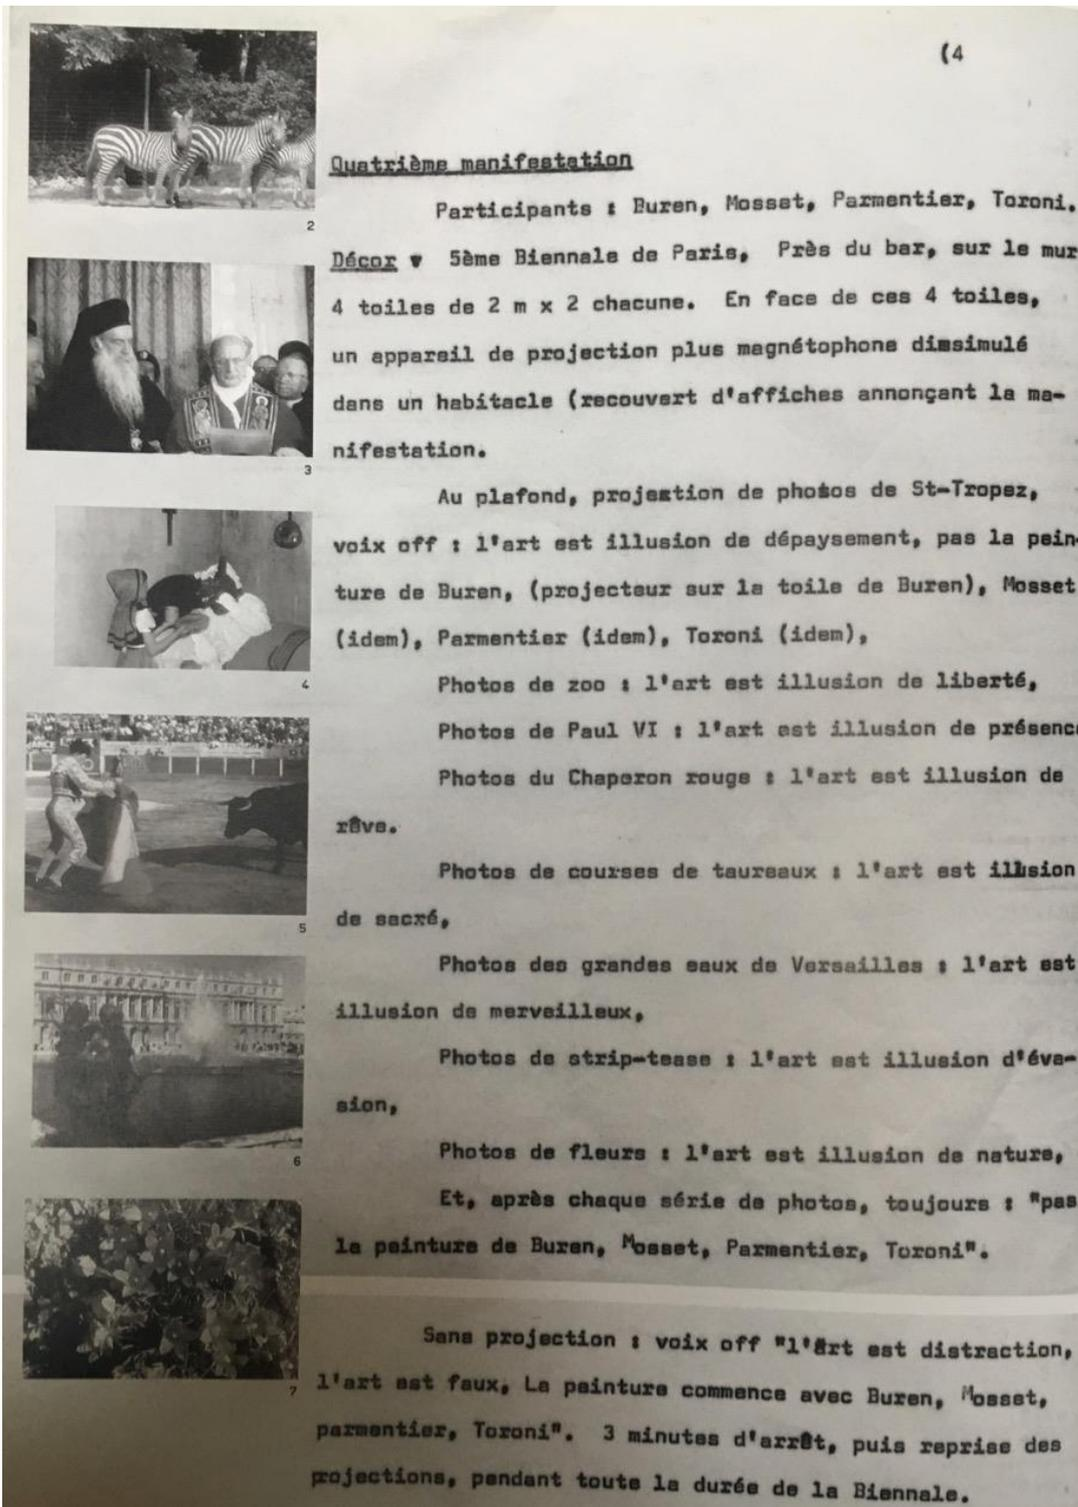 (4
Quatrième manifestation
Participants : Buren, Mosset, Parmentier, Toroni.
Décor : 5ème Biennale de Paris, Près du bar, sur le mur
4 toiles de 2 m x 2 chacune. En face de ces 4 toiles,
un appareil de projection plus magnétophone dissimulé
dans un habitacle (recouvert d'affiches annonçant la ma-
nifestation.
Au plafond, projection de photos de St-Tropez,
voix off : l'art est illusion de dépaysement, pas la pein-
ture de Buren, (projecteur sur la toile de Buren), Mosset
(idem), Parmentier (idem), Toroni (idem),
Photos de zoo : l'art est illusion de liberté,
Photos de Paul VI : l'art est illusion de présenc
Photos du Chaperon rouge : l'art est illusion de
rêve.
Photos de courses de taureaux : l'art est illusion
de sacré,
Photos des grandes eaux de Versailles : l'art est
illusion de merveilleux,
Photos de strip-tease : l'art est illusion d'éva-
sion,
Photos de fleurs : l'art est illusion de nature,
Et, après chaque série de photos, toujours : "pas
la peinture de Buren, Mosset, Parmentier, Toroni".
Sans projection : voix off "l'Art est distraction,
l'art est faux, La peinture commence avec Buren, Mosset,
parmentier, Toroni". 3 minutes d'arrêt, puis reprise des
projections, pendant toute la durée de la Biennale.
2
3
4
5
6
7